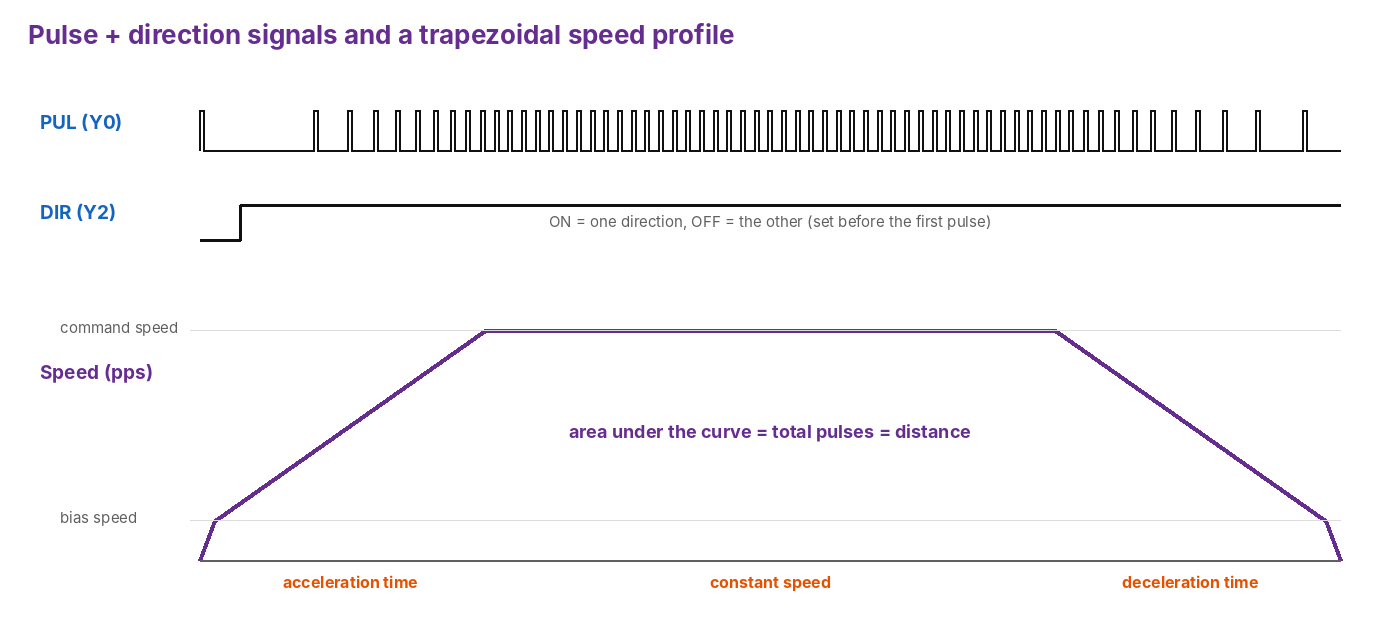 Pulse + direction signals and a trapezoidal speed profile
PUL (Y0)
DIR (Y2)
ON = one direction, OFF = the other (set before the first pulse)
command speed
Speed (pps)
area under the curve = total pulses = distance
bias speed
acceleration time
constant speed
deceleration time